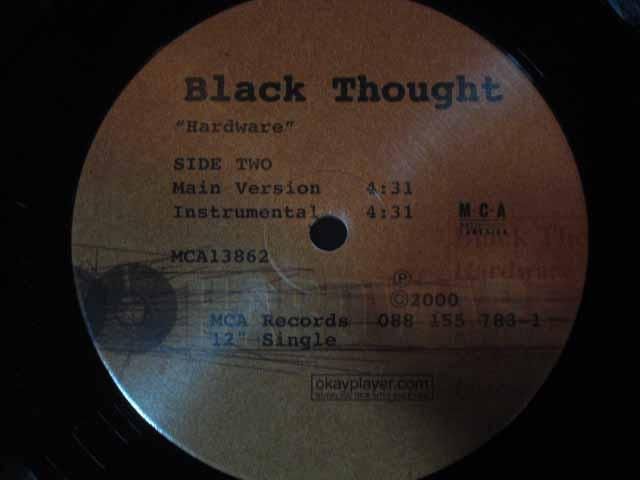 Black Thought
"Hardware"
SIDE TWO
Main Version 4:31
Instrumental 4:31
M·C·A
MCA13862
℗
©2000
MCA Records 088 155 783-1
12" Single
okayplayer.com